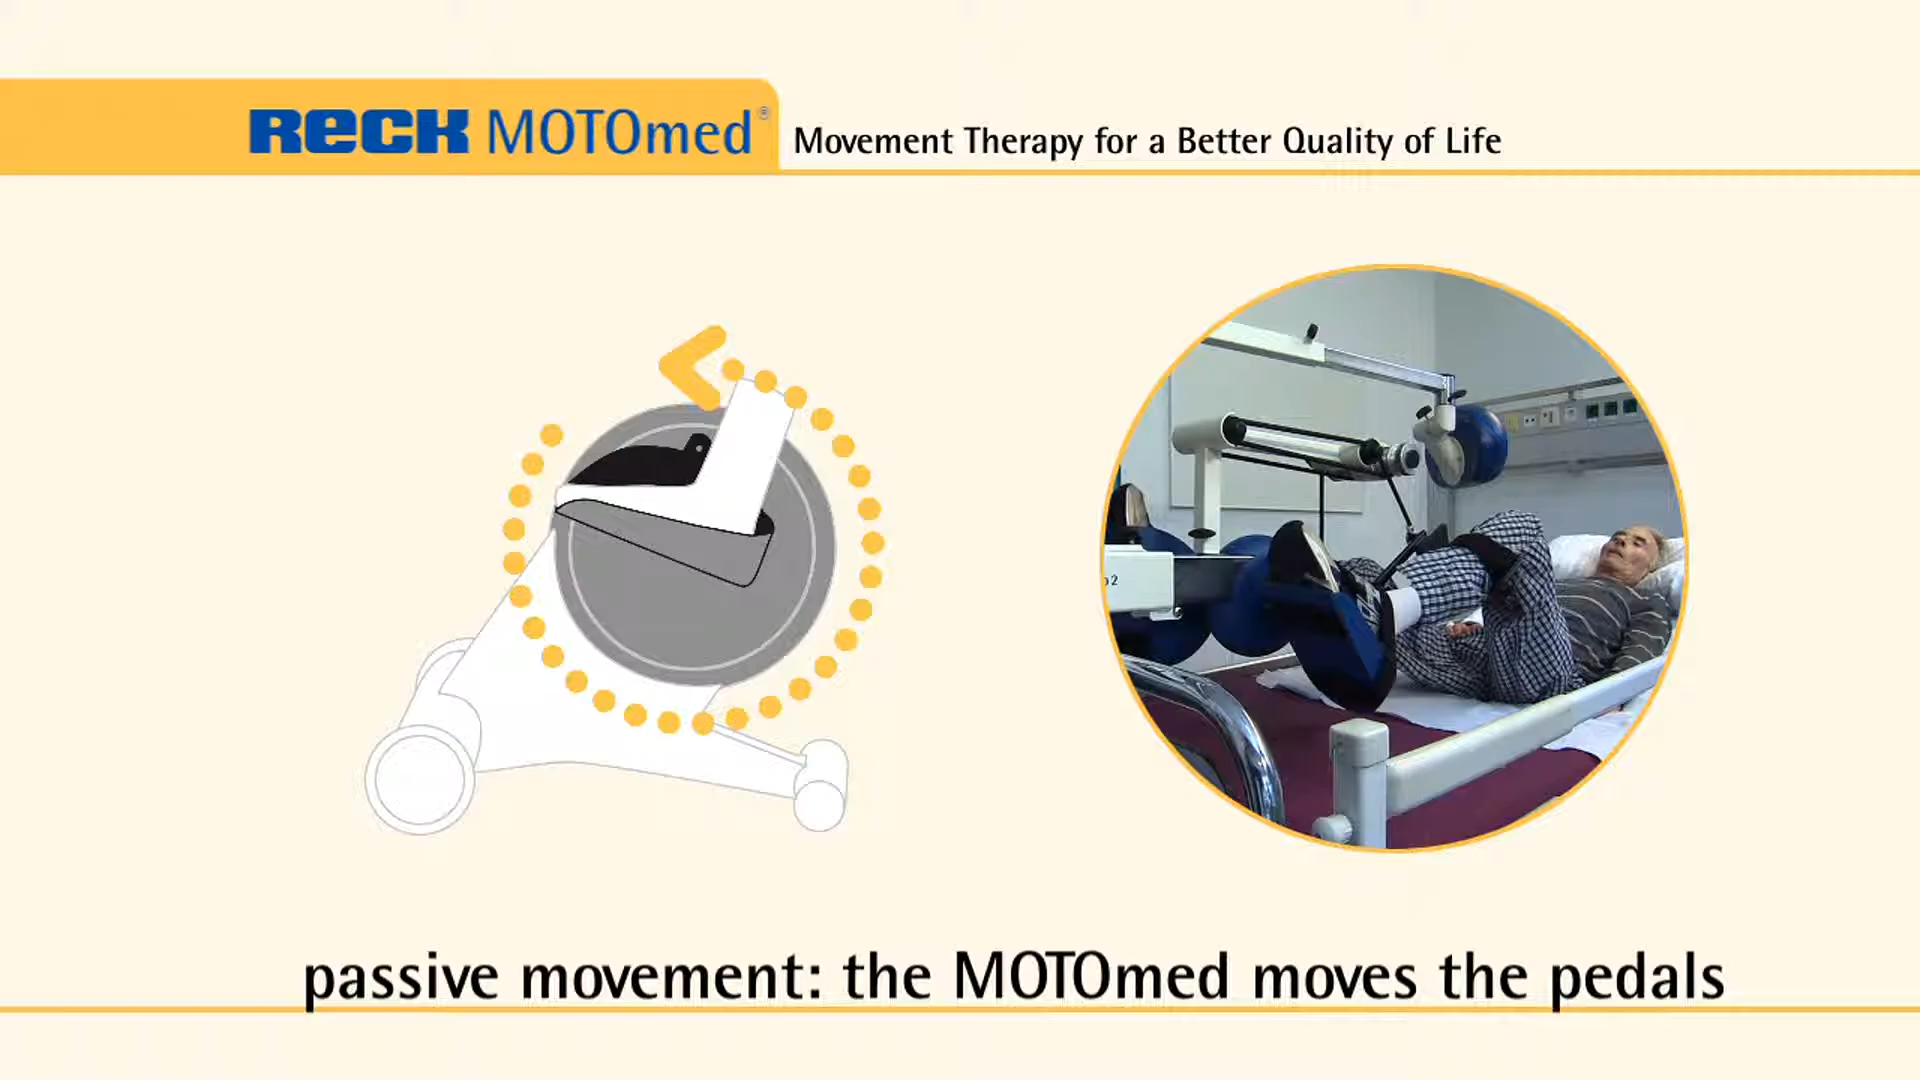 RECK MOTOmed® Movement Therapy for a Better Quality of Life
passive movement: the MOTOmed moves the pedals